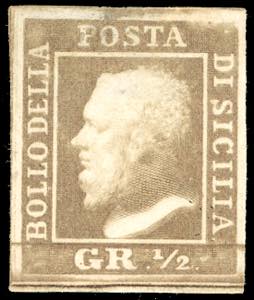 BOLLO DELLA
POSTA
DI SICILIA
GR. ½.